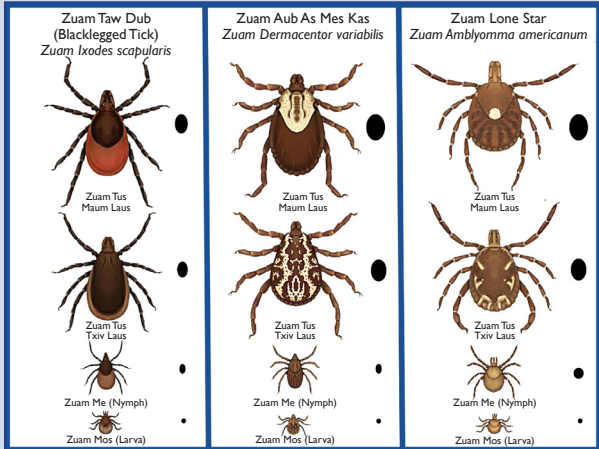 Zuam Taw Dub
(Blacklegged Tick)
Zuam Ixodes scapularis
Zuam Tus
Maum Laus
Zuam Tus
Txiv Laus
Zuam Me (Nymph)
Zuam Mos (Larva)
Zuam Aub As Mes Kas
Zuam Dermacentor variabilis
Zuam Tus
Maum Laus
Zuam Tus
Txiv Laus
Zuam Me (Nymph)
Zuam Mos (Larva)
Zuam Lone Star
Zuam Amblyomma americanum
Zuam Tus
Maum Laus
Zuam Tus
Txiv Laus
Zuam Me (Nymph)
Zuam Mos (Larva)